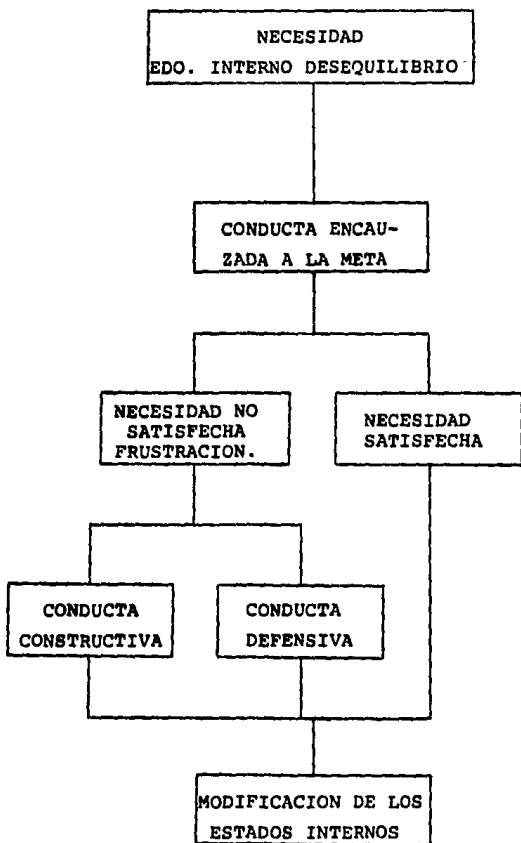 NECESIDAD
EDO. INTERNO DESEQUILIBRIO
CONDUCTA ENCAU-
ZADA A LA META
NECESIDAD NO
SATISFECHA
FRUSTRACION.
NECESIDAD
SATISFECHA
CONDUCTA
CONSTRUCTIVA
CONDUCTA
DEFENSIVA
MODIFICACION DE LOS
ESTADOS INTERNOS